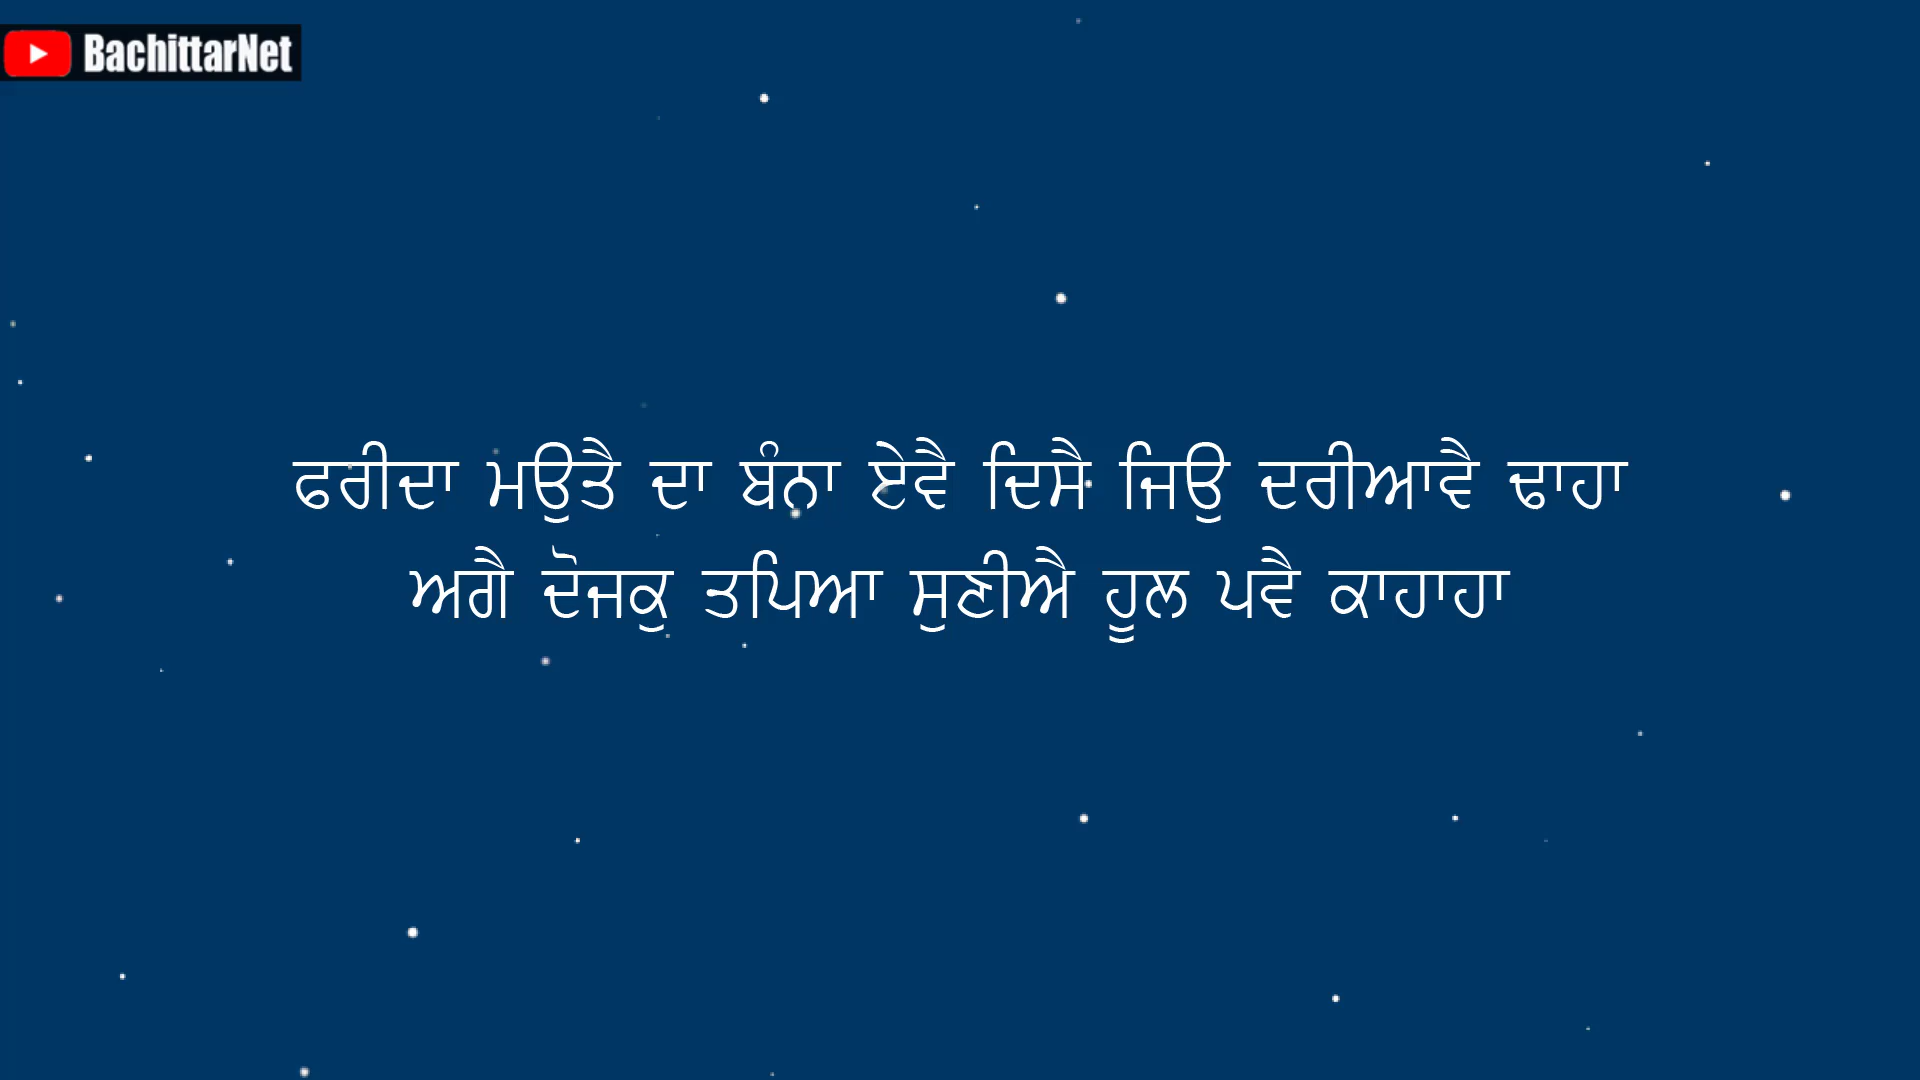 BachittarNet
ਫਰੀਦਾ ਮਉਤੈ ਦਾ ਬੰਨਾ ਏਵੈ ਦਿਸੈ ਜਿਉ ਦਰੀਆਵੈ ਢਾਹਾ
ਅਗੈ ਦੋਜਕੁ ਤਪਿਆ ਸੁਣੀਐ ਹੂਲ ਪਵੈ ਕਾਹਾਹਾ